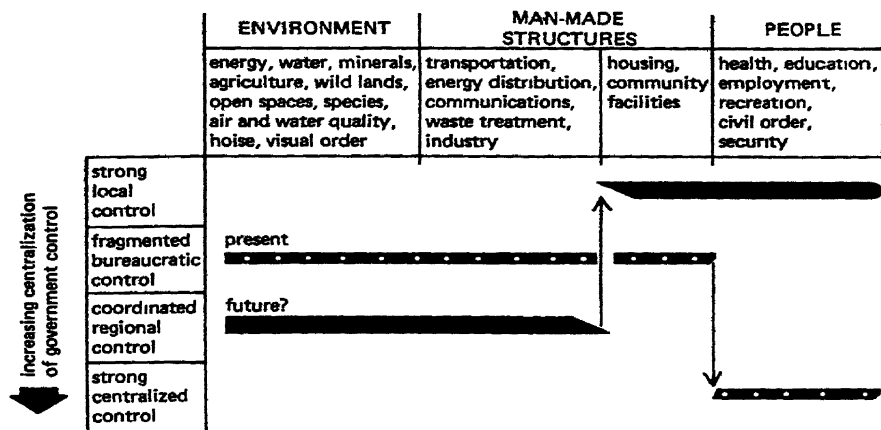 ENVIRONMENT
MAN-MADE
STRUCTURES
PEOPLE
energy, water, minerals,
agriculture, wild lands,
open spaces, species,
air and water quality,
hoise, visual order
transportation,
energy distribution,
communications,
waste treatment,
industry
housing,
community
facilities
health, education,
employment,
recreation,
civil order,
security
increasing centralization
of government control
strong
local
control
fragmented
bureaucratic
control
present
coordinated
regional
control
future?
strong
centralized
control